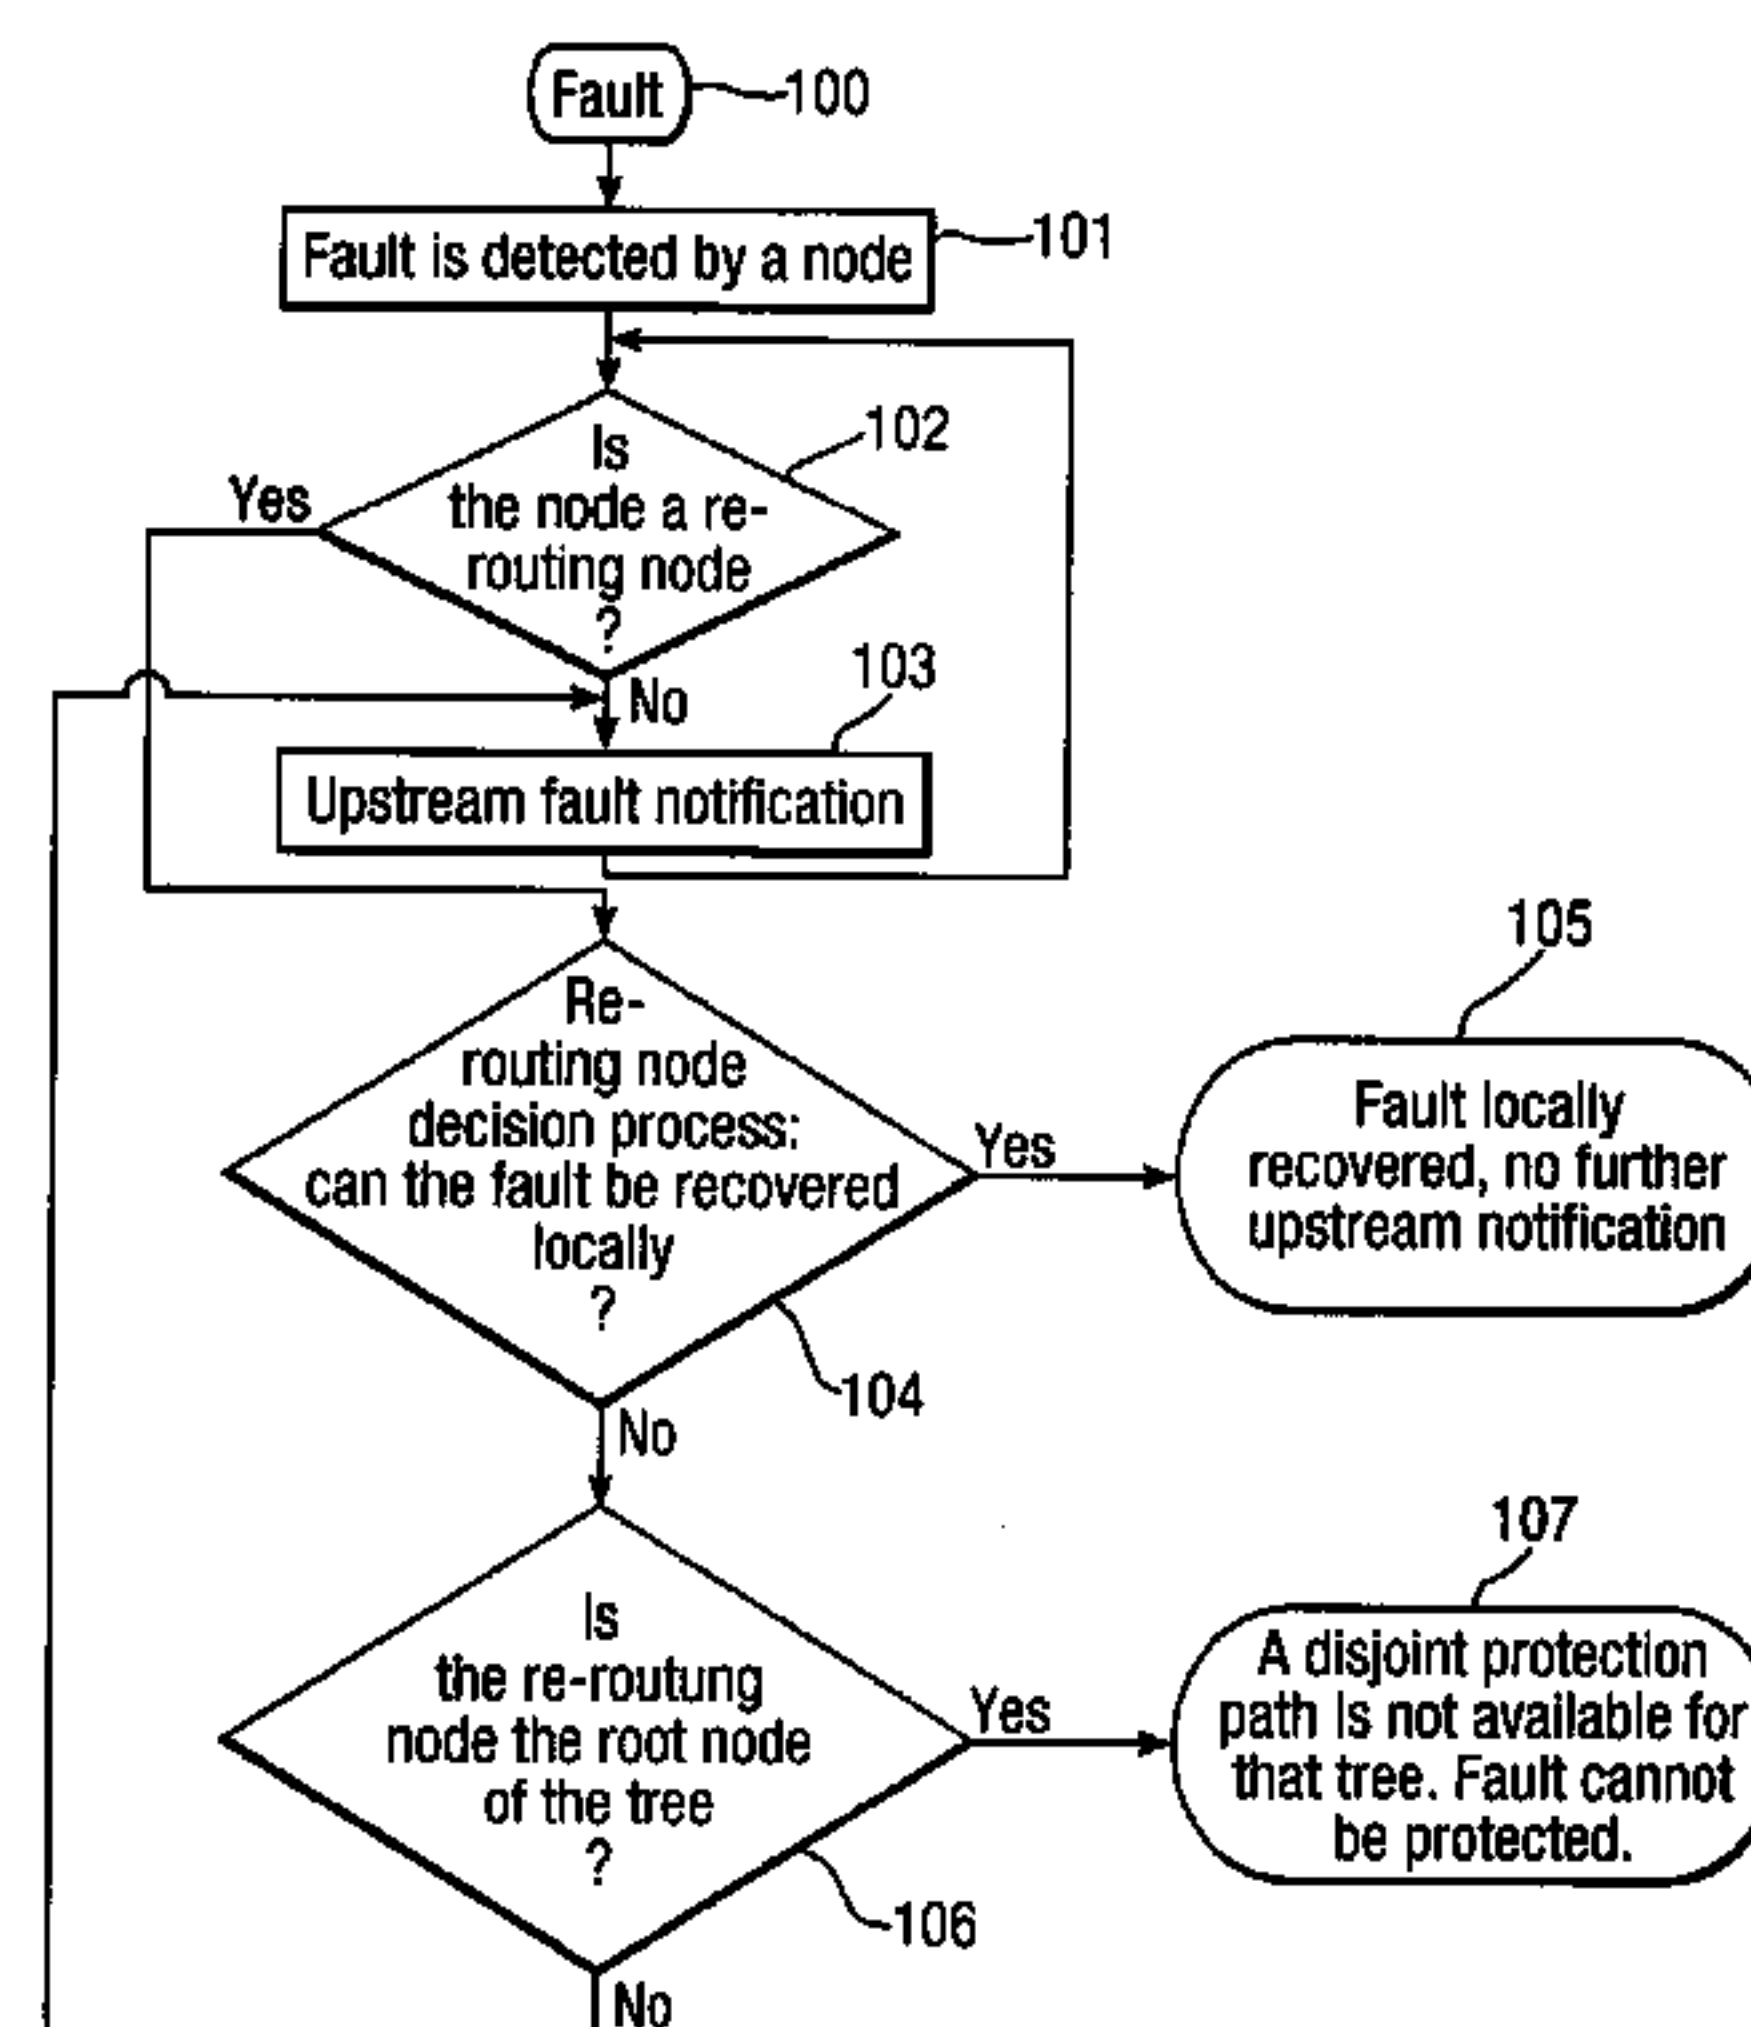 Fault
100
Fault is detected by a node
101
102
Is
the node a re-
routing node
?
Yes
No
103
Upstream fault notification
105
Re-
routing node
decision process:
can the fault be recovered
locally
?
Yes
Fault locally
recovered, no further
upstream notification
104
No
107
Is
the re-routung
node the root node
of the tree
?
Yes
A disjoint protection
path is not available for
that tree. Fault cannot
be protected.
106
No